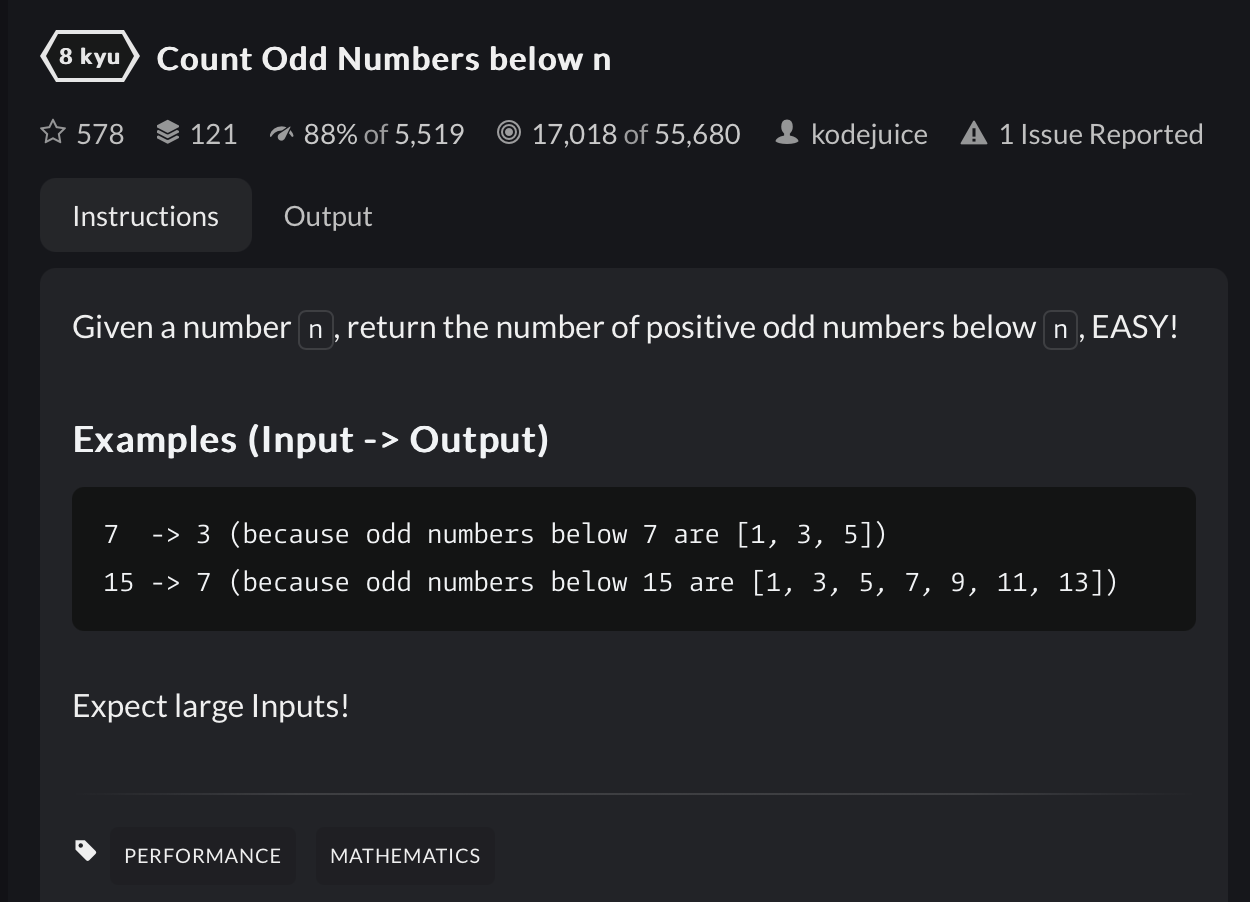 8 kyu Count Odd Numbers below n
578 121 88% of 5,519 17,018 of 55,680 kodejuice 1 Issue Reported
Instructions Output
Given a number n, return the number of positive odd numbers below n, EASY!
Examples (Input -> Output)
7  -> 3 (because odd numbers below 7 are [1, 3, 5])
15 -> 7 (because odd numbers below 15 are [1, 3, 5, 7, 9, 11, 13])
Expect large Inputs!
PERFORMANCE MATHEMATICS